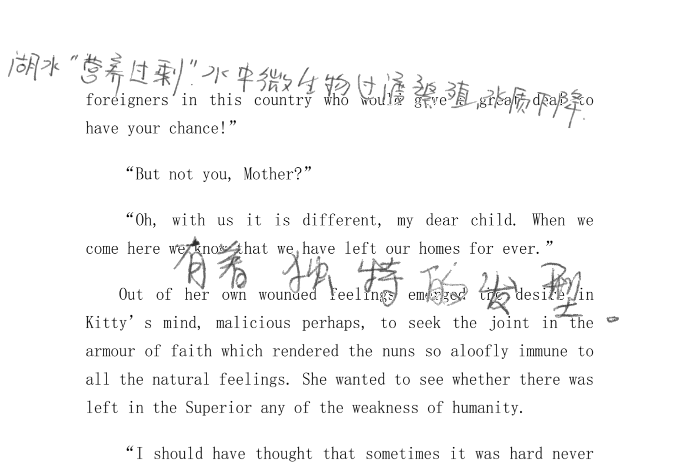 湖水“营养过剩”.水中微生物过度繁殖,水质下降.
foreigners in this country who would give a great deal to
have your chance!”
“But not you, Mother?”
“Oh, with us it is different, my dear child. When we
come here we know that we have left our homes for ever.”
有着独特的发型。
Out of her own wounded feelings emerged the desire in
Kitty’s mind, malicious perhaps, to seek the joint in the
armour of faith which rendered the nuns so aloofly immune to
all the natural feelings. She wanted to see whether there was
left in the Superior any of the weakness of humanity.
“I should have thought that sometimes it was hard never